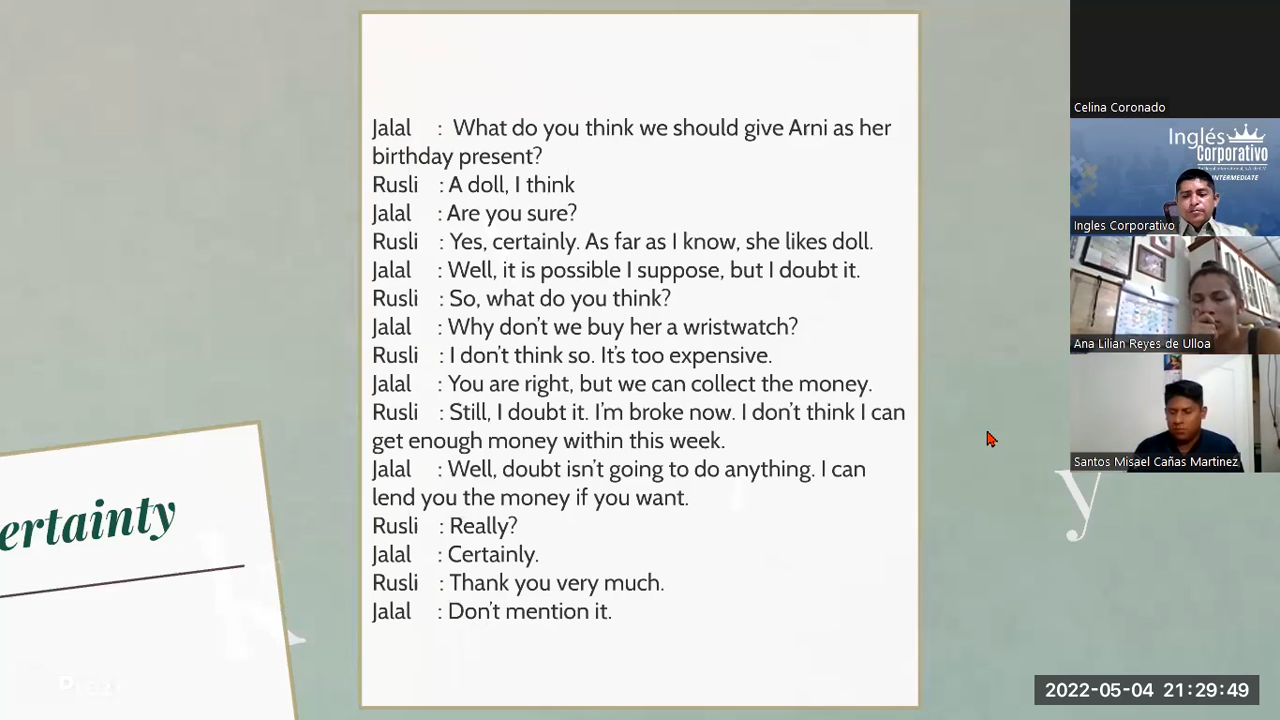 Jalal : What do you think we should give Arni as her
birthday present?
Rusli : A doll, I think
Jalal : Are you sure?
Rusli : Yes, certainly. As far as I know, she likes doll.
Jalal : Well, it is possible I suppose, but I doubt it.
Rusli : So, what do you think?
Jalal : Why don't we buy her a wristwatch?
Rusli : I don't think so. It's too expensive.
Jalal : You are right, but we can collect the money.
Rusli : Still, I doubt it. I'm broke now. I don't think I can
get enough money within this week.
Jalal : Well, doubt isn't going to do anything. I can
lend you the money if you want.
Rusli : Really?
Jalal : Certainly.
Rusli : Thank you very much.
Jalal : Don't mention it.
ertainty
y
Prezi
Celina Coronado
Inglés
Corporativo
INTERMEDIATE
Ingles Corporativo
Ana Lilian Reyes de Ulloa
Santos Misael Cañas Martinez
2022-05-04 21:29:49